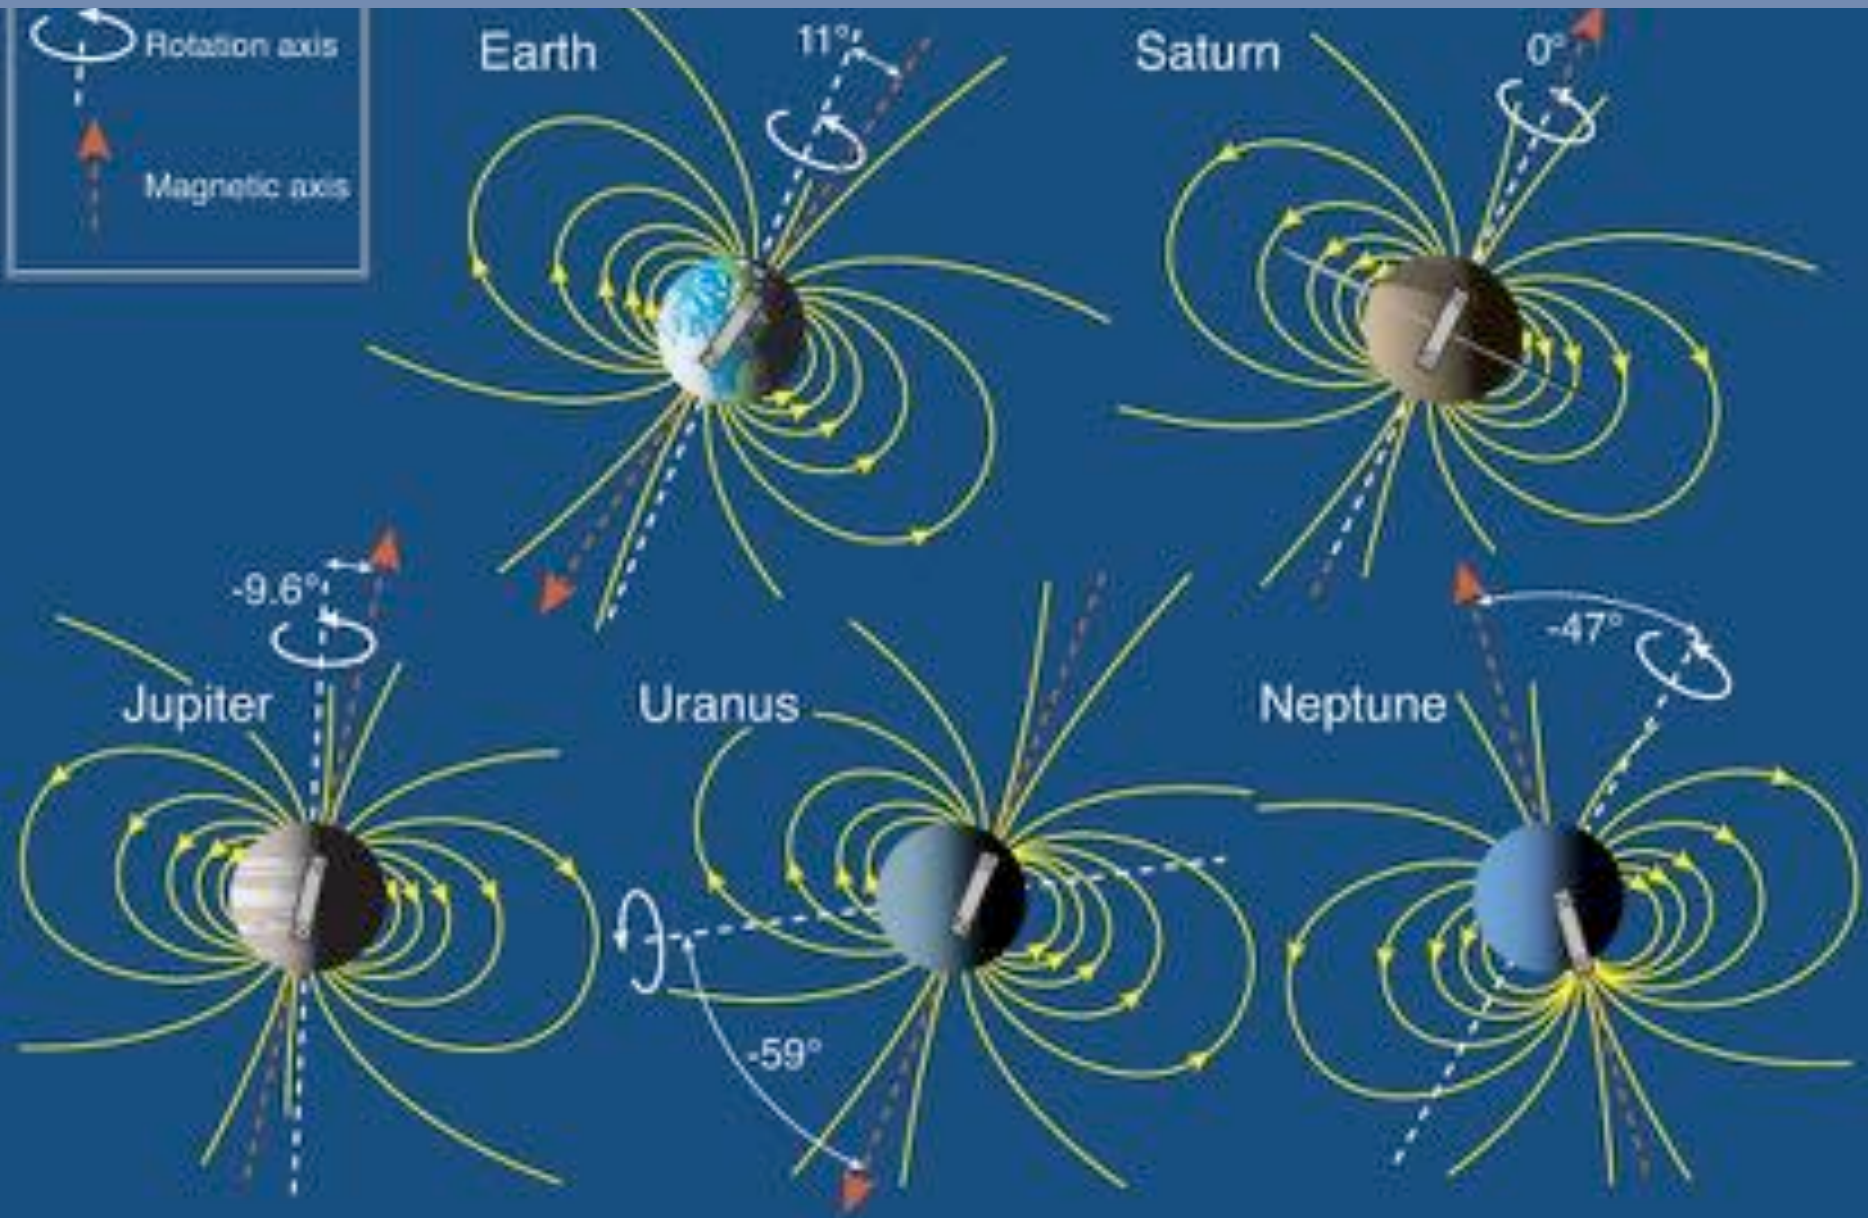 Rotation axis
Magnetic axis
Earth
11°
Saturn
0°
-9.6°
Jupiter
Uranus
-59°
Neptune
-47°